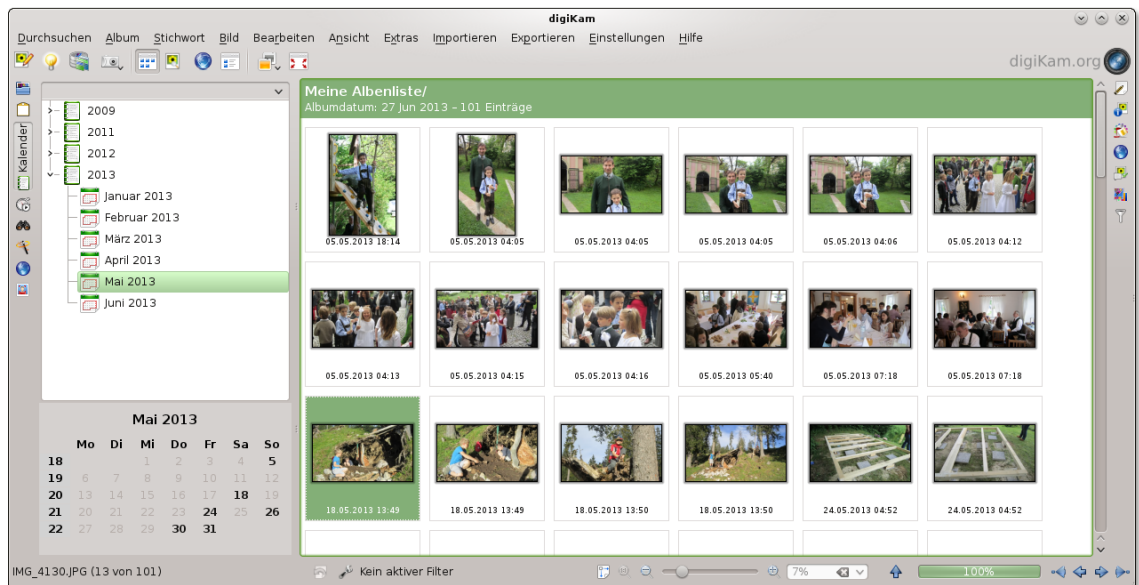 digiKam
Durchsuchen Album Stichwort Bild Bearbeiten Ansicht Extras Importieren Exportieren Einstellungen Hilfe
digiKam.org
Kalender
2009
2011
2012
2013
Januar 2013
Februar 2013
März 2013
April 2013
Mai 2013
Juni 2013
Mai 2013
Mo Di Mi Do Fr Sa So
18 1 2 3 4 5
19 6 7 8 9 10 11 12
20 13 14 15 16 17 18 19
21 20 21 22 23 24 25 26
22 27 28 29 30 31
Meine Albenliste/
Albumdatum: 27 Jun 2013 – 101 Einträge
05.05.2013 18:14 05.05.2013 04:05 05.05.2013 04:05 05.05.2013 04:05 05.05.2013 04:06 05.05.2013 04:12
05.05.2013 04:13 05.05.2013 04:15 05.05.2013 04:16 05.05.2013 05:40 05.05.2013 07:18 05.05.2013 07:18
18.05.2013 13:49 18.05.2013 13:49 18.05.2013 13:50 18.05.2013 13:50 24.05.2013 04:52 24.05.2013 04:52
IMG_4130.JPG (13 von 101) Kein aktiver Filter 7% 100%